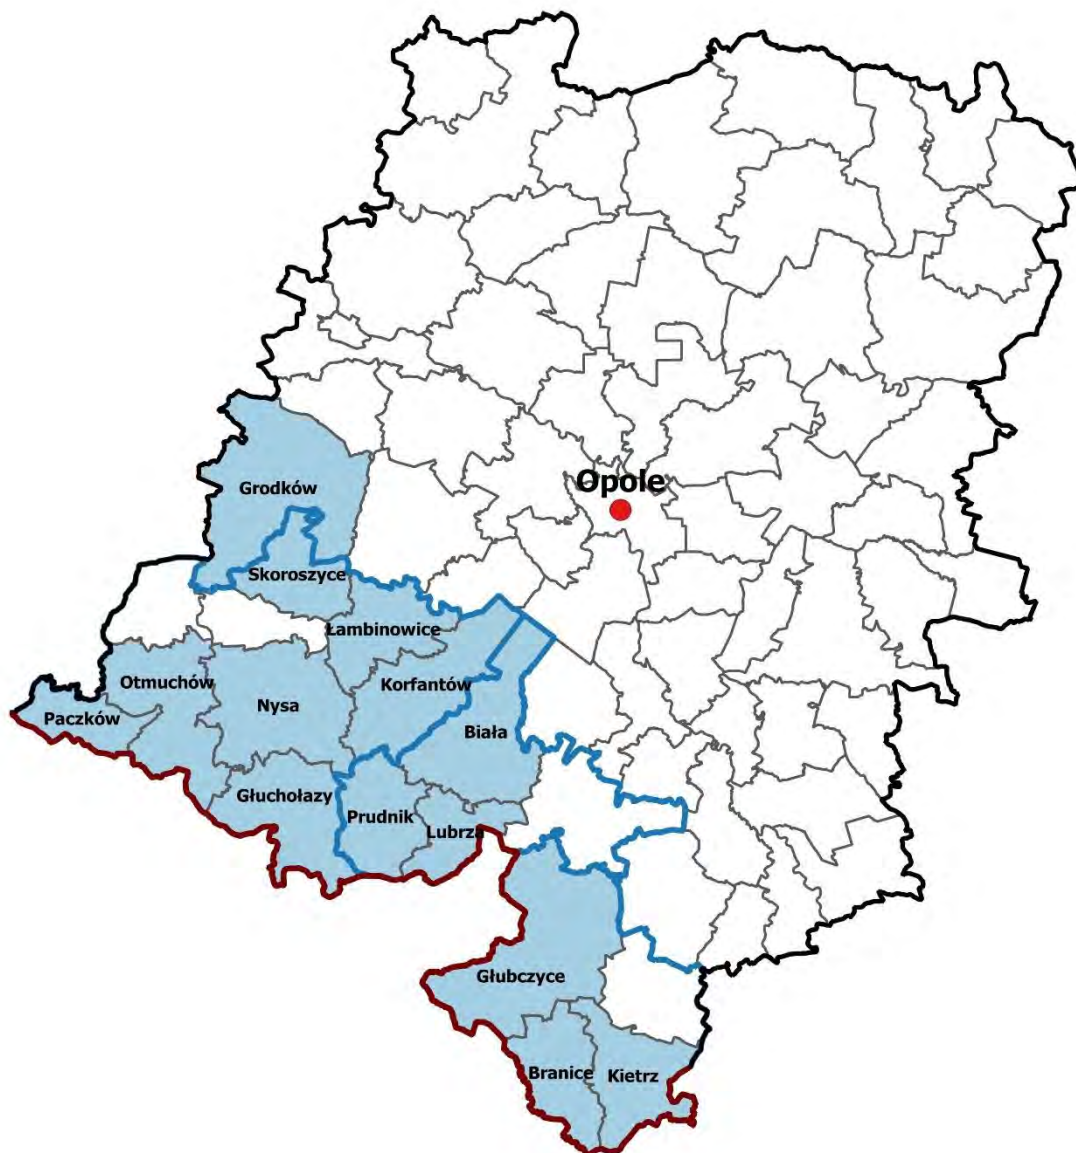 Opole
Grodków
Skoroszyce
Łambinowice
Otmuchów
Korfantów
Nysa
Paczków
Biała
Głuchołazy
Prudnik
Lubrza
Głubczyce
Branice
Kietrz